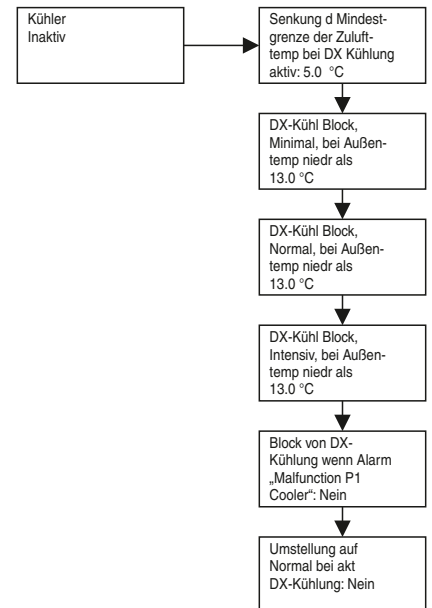 Kühler
Inaktiv
Senkung d Mindest-
grenze der Zuluft-
temp bei DX Kühlung
aktiv: 5.0 °C
DX-Kühl Block,
Minimal, bei Außen-
temp niedr als
13.0 °C
DX-Kühl Block,
Normal, bei Außen-
temp niedr als
13.0 °C
DX-Kühl Block,
Intensiv, bei Außen-
temp niedr als
13.0 °C
Block von DX-
Kühlung wenn Alarm
„Malfunction P1
Cooler“: Nein
Umstellung auf
Normal bei akt
DX-Kühlung: Nein